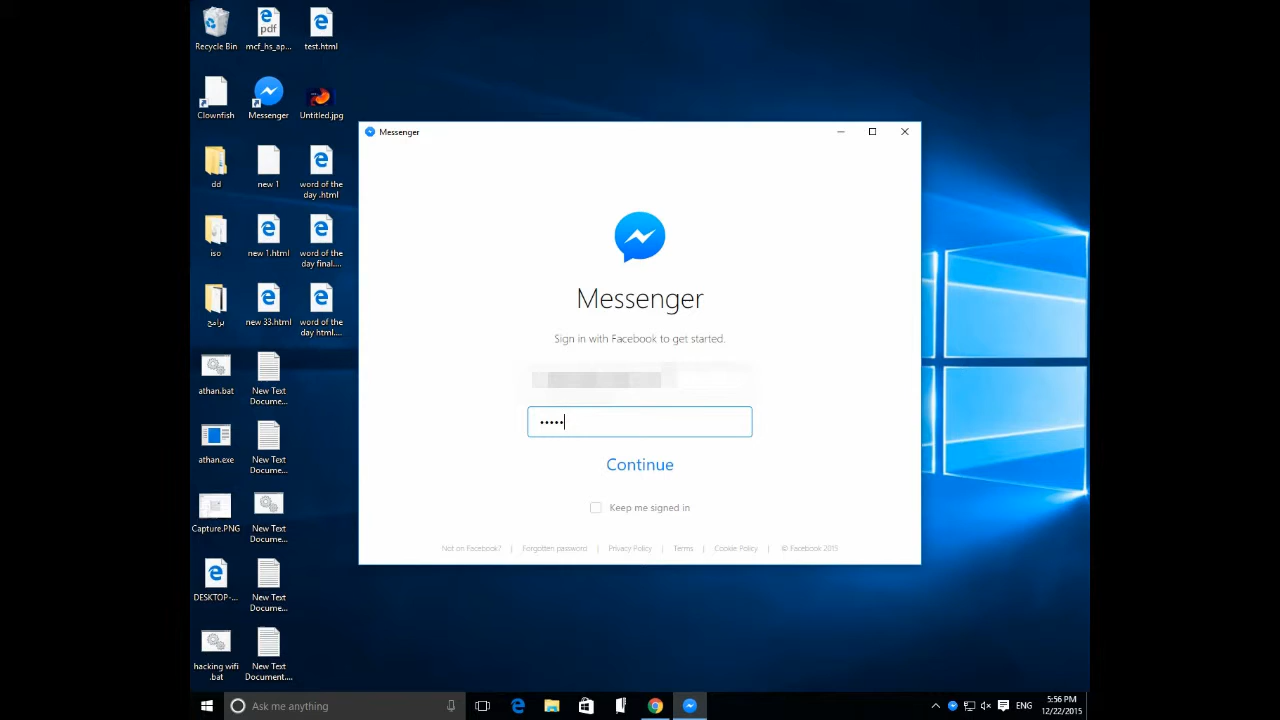 Recycle Bin
mcf_hs_ap...
test.html
Clownfish
Messenger
Untitled.jpg
dd
new 1
word of the
day .html
iso
new 1.html
word of the
day final....
برامج
new 33.html
word of the
day html....
athan.bat
New Text
Docume...
athan.exe
New Text
Docume...
Capture.PNG
New Text
Docume...
DESKTOP-...
New Text
Docume...
hacking wifi
.bat
New Text
Document....
Messenger
Messenger
Sign in with Facebook to get started.
Continue
Keep me signed in
Not on Facebook? | Forgotten password | Privacy Policy | Terms | Cookie Policy | © Facebook 2015
Ask me anything
ENG
5:56 PM
12/22/2015